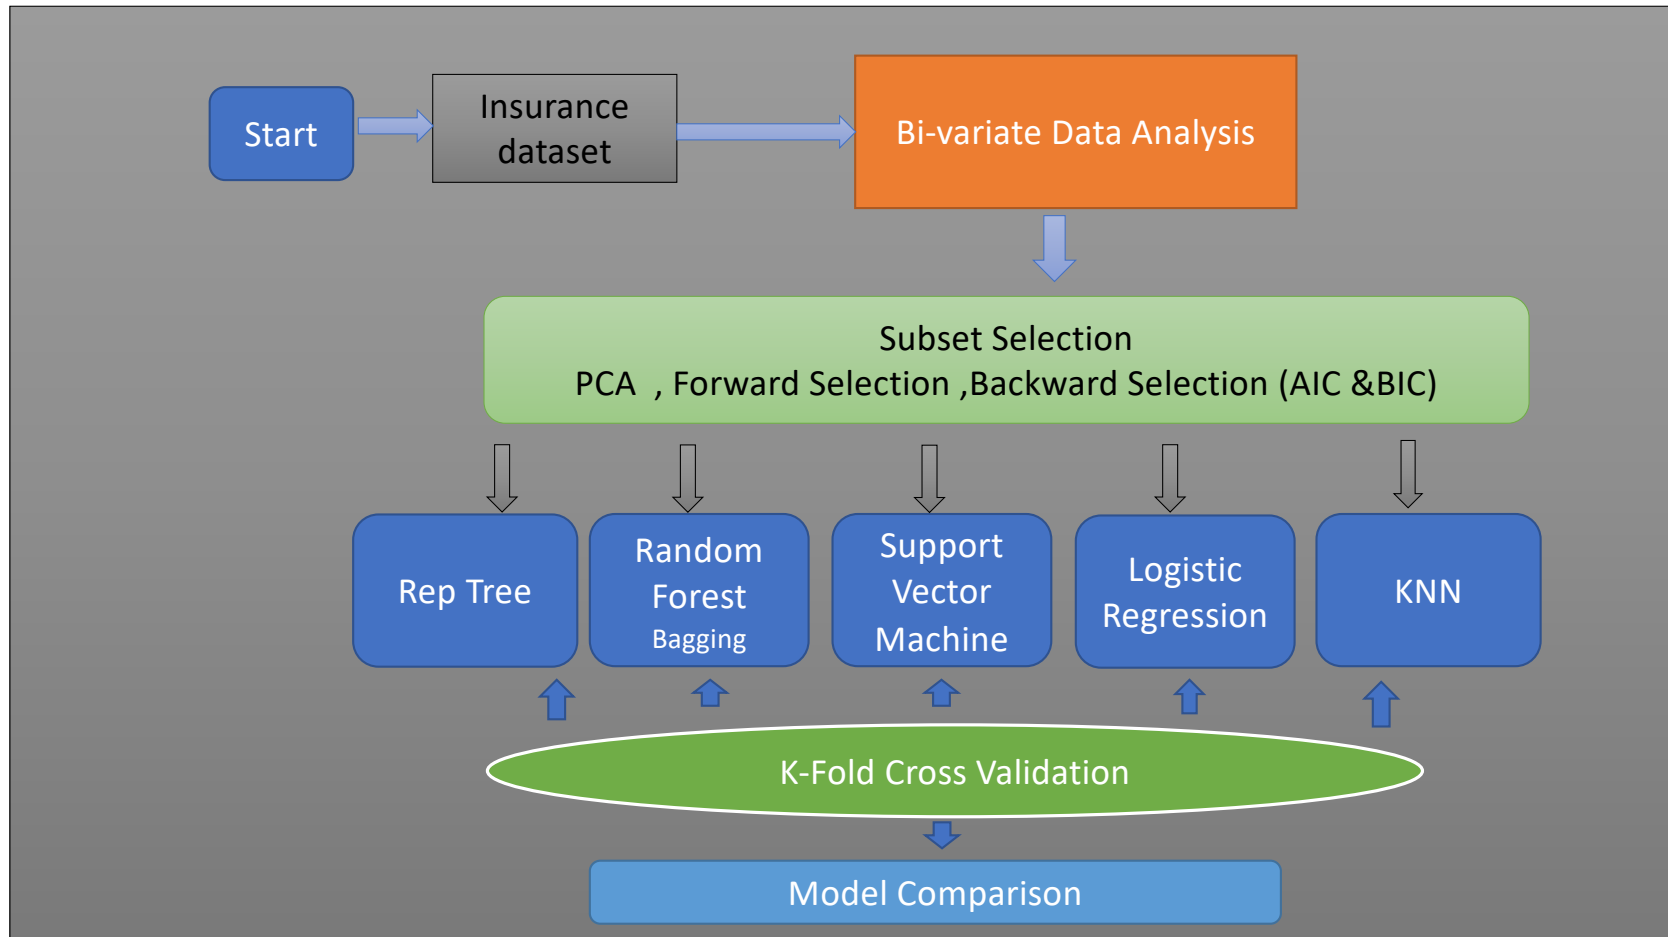 Start
Insurance
dataset
Bi-variate Data Analysis
Subset Selection
PCA  , Forward Selection ,Backward Selection (AIC &BIC)
Rep Tree
Random
Forest
Bagging
Support
Vector
Machine
Logistic
Regression
KNN
K-Fold Cross Validation
Model Comparison